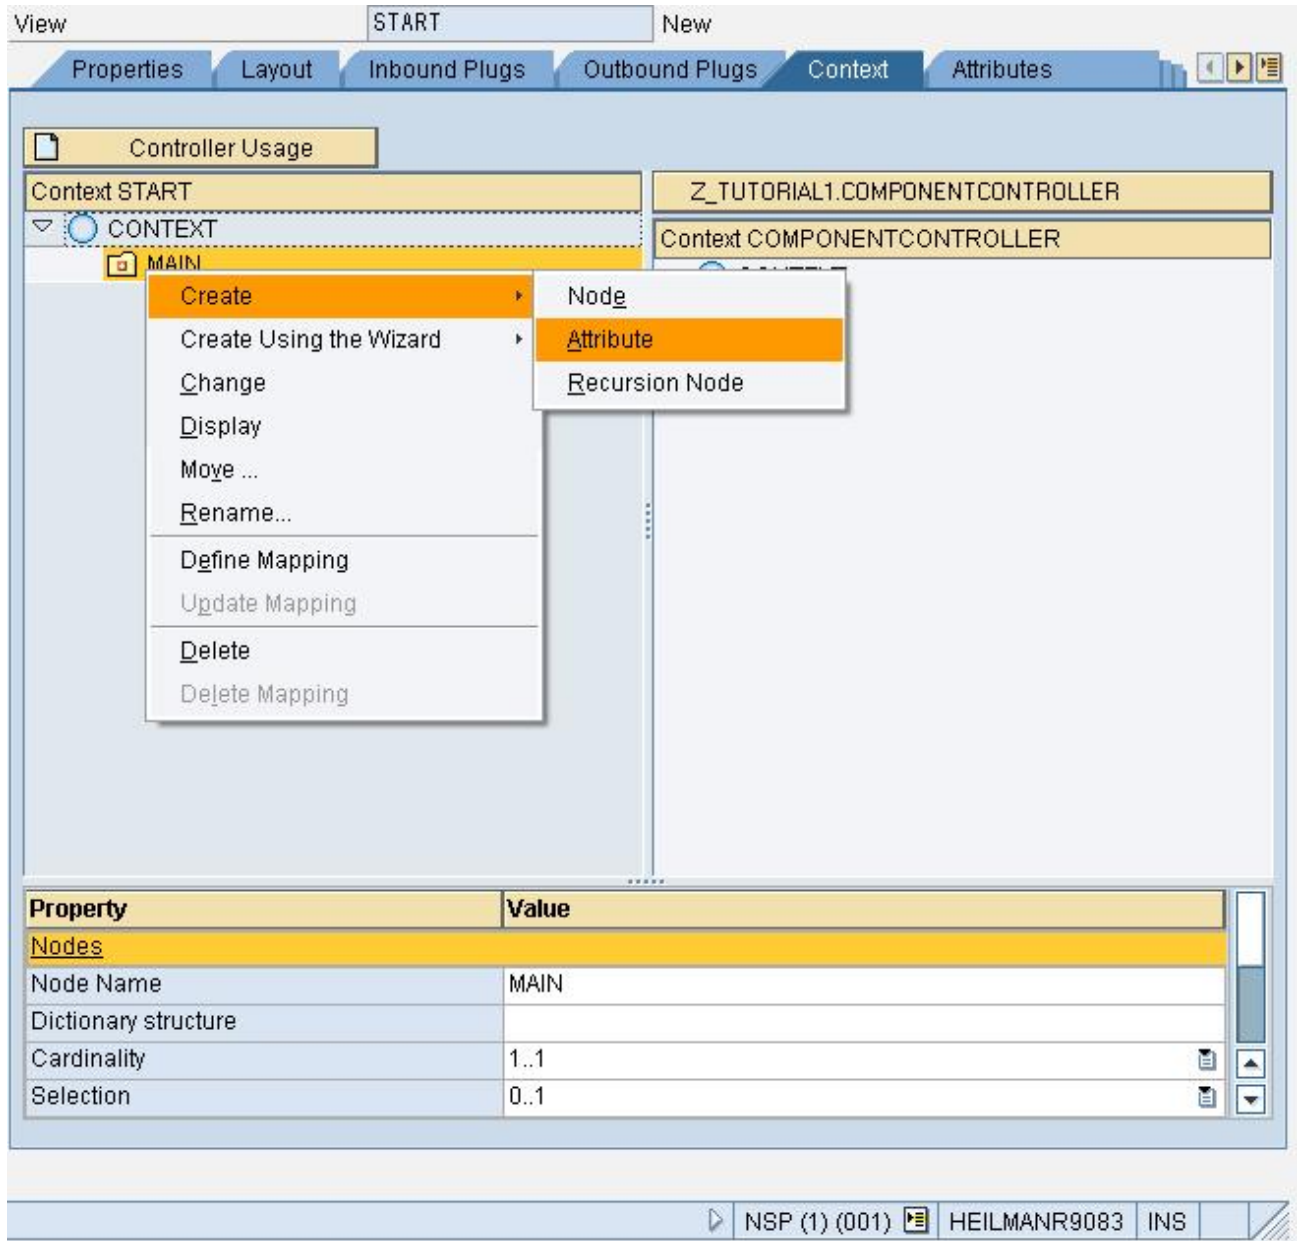 View START New
Properties Layout Inbound Plugs Outbound Plugs Context Attributes
Controller Usage
Context START
CONTEXT
MAIN
Z_TUTORIAL1.COMPONENTCONTROLLER
Context COMPONENTCONTROLLER
Create
Create Using the Wizard
Change
Display
Move ...
Rename...
Define Mapping
Update Mapping
Delete
Delete Mapping
Node
Attribute
Recursion Node
Property Value
Nodes
Node Name MAIN
Dictionary structure
Cardinality 1..1
Selection 0..1
NSP (1) (001) HEILMANR9083 INS